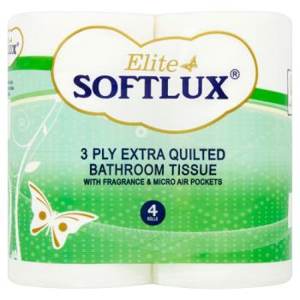 Elite
SOFTLUX®
3 PLY EXTRA QUILTED
BATHROOM TISSUE
WITH FRAGRANCE & MICRO AIR POCKETS
4
ROLLS